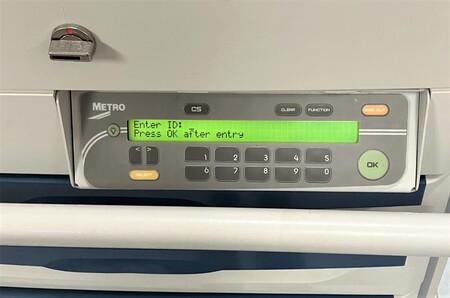 METRO
CS
CLEAR
FUNCTION
Enter ID:
Press OK after entry
< >
1 2 3 4 5
SELECT
6 7 8 9 0
OK